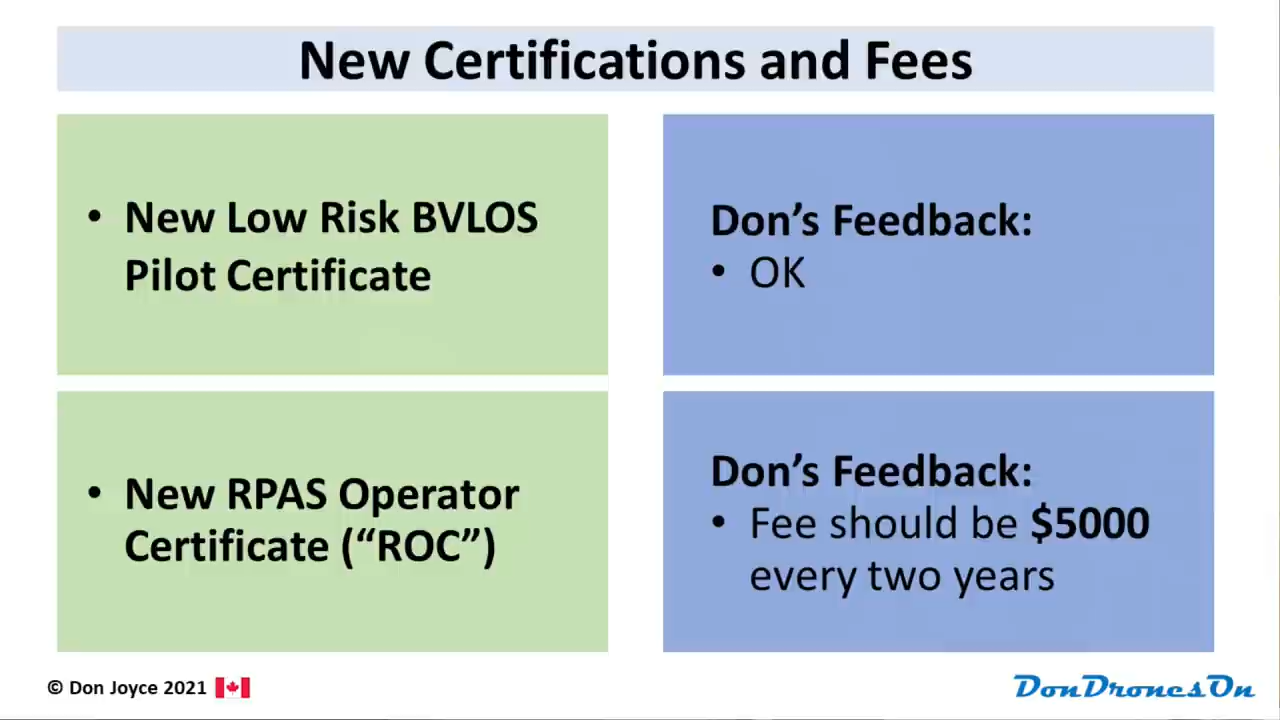 New Certifications and Fees
• New Low Risk BVLOS
Pilot Certificate
Don’s Feedback:
• OK
• New RPAS Operator
Certificate (“ROC”)
Don’s Feedback:
• Fee should be $5000
every two years
© Don Joyce 2021
DonDronesOn